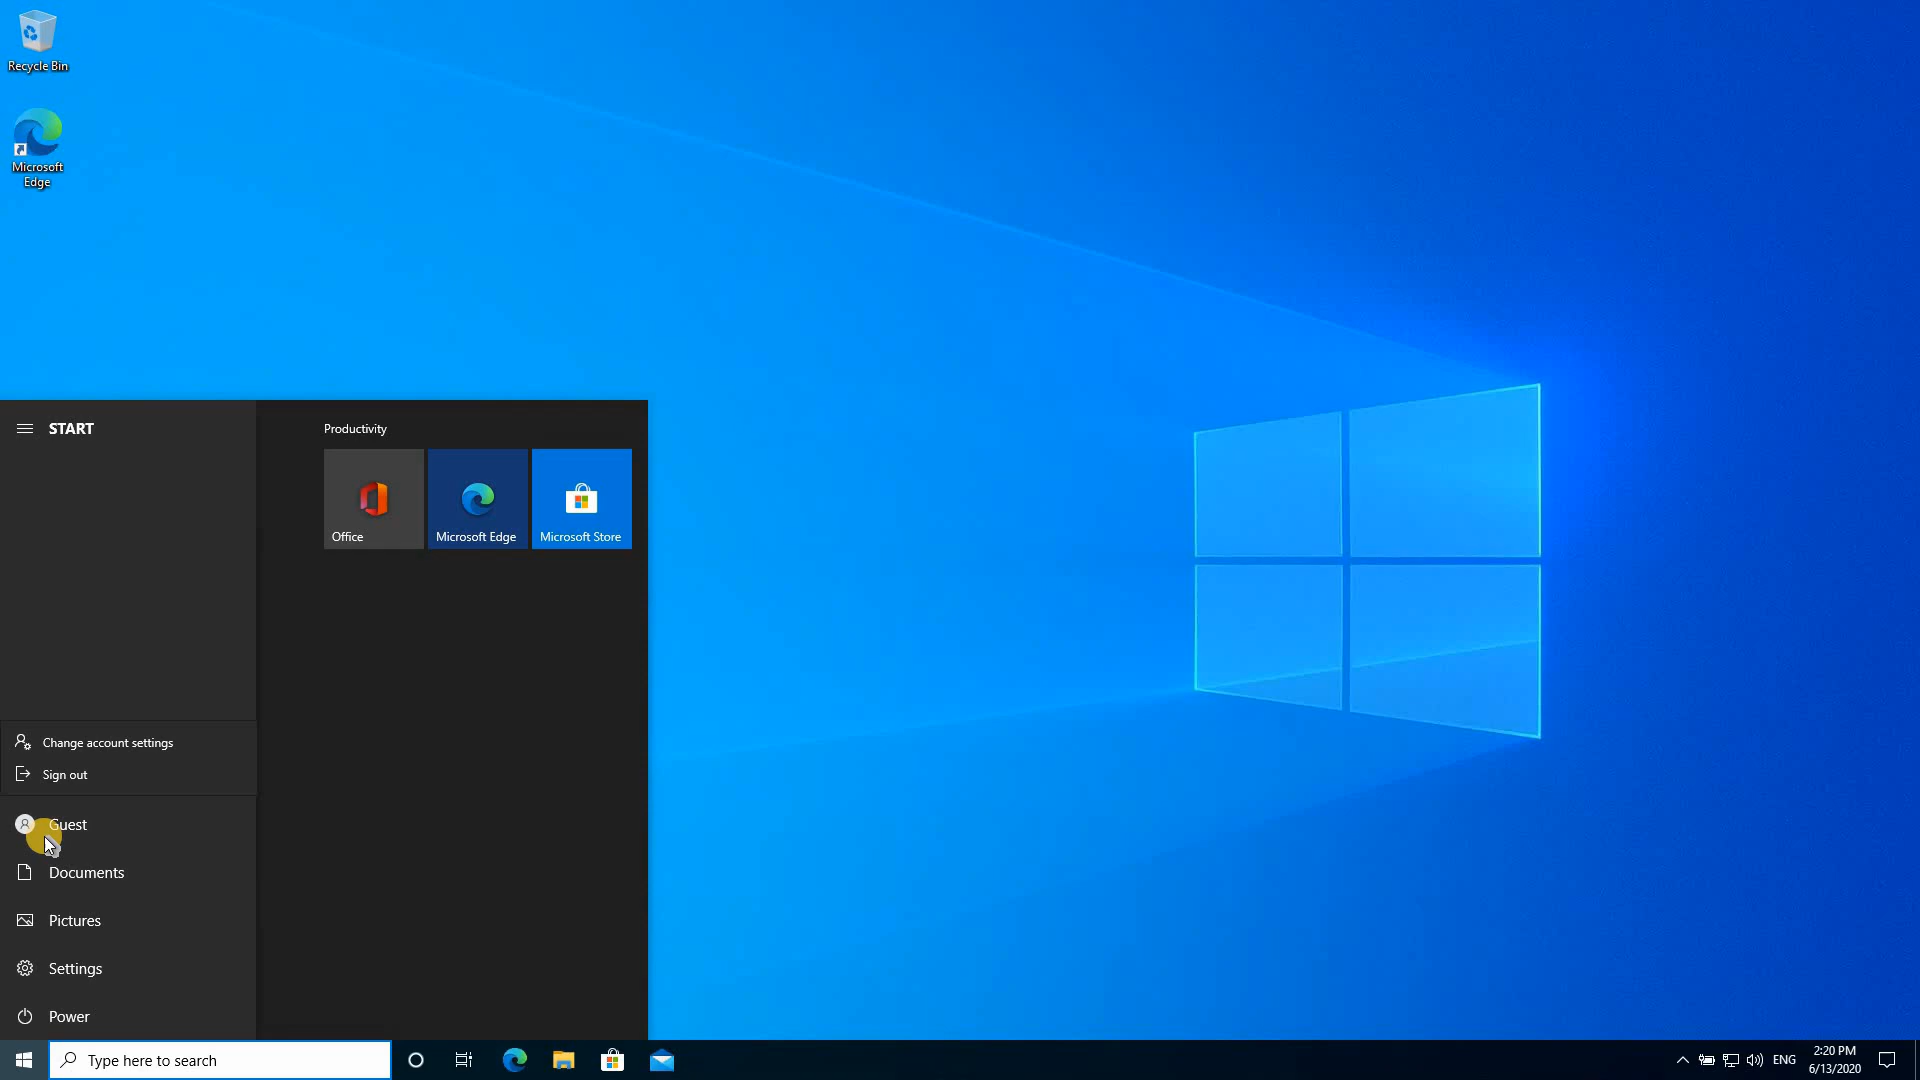 Recycle Bin
Microsoft
Edge
START
Productivity
Office
Microsoft Edge
Microsoft Store
Change account settings
Sign out
Guest
Documents
Pictures
Settings
Power
Type here to search
ENG
2:20 PM
6/13/2020